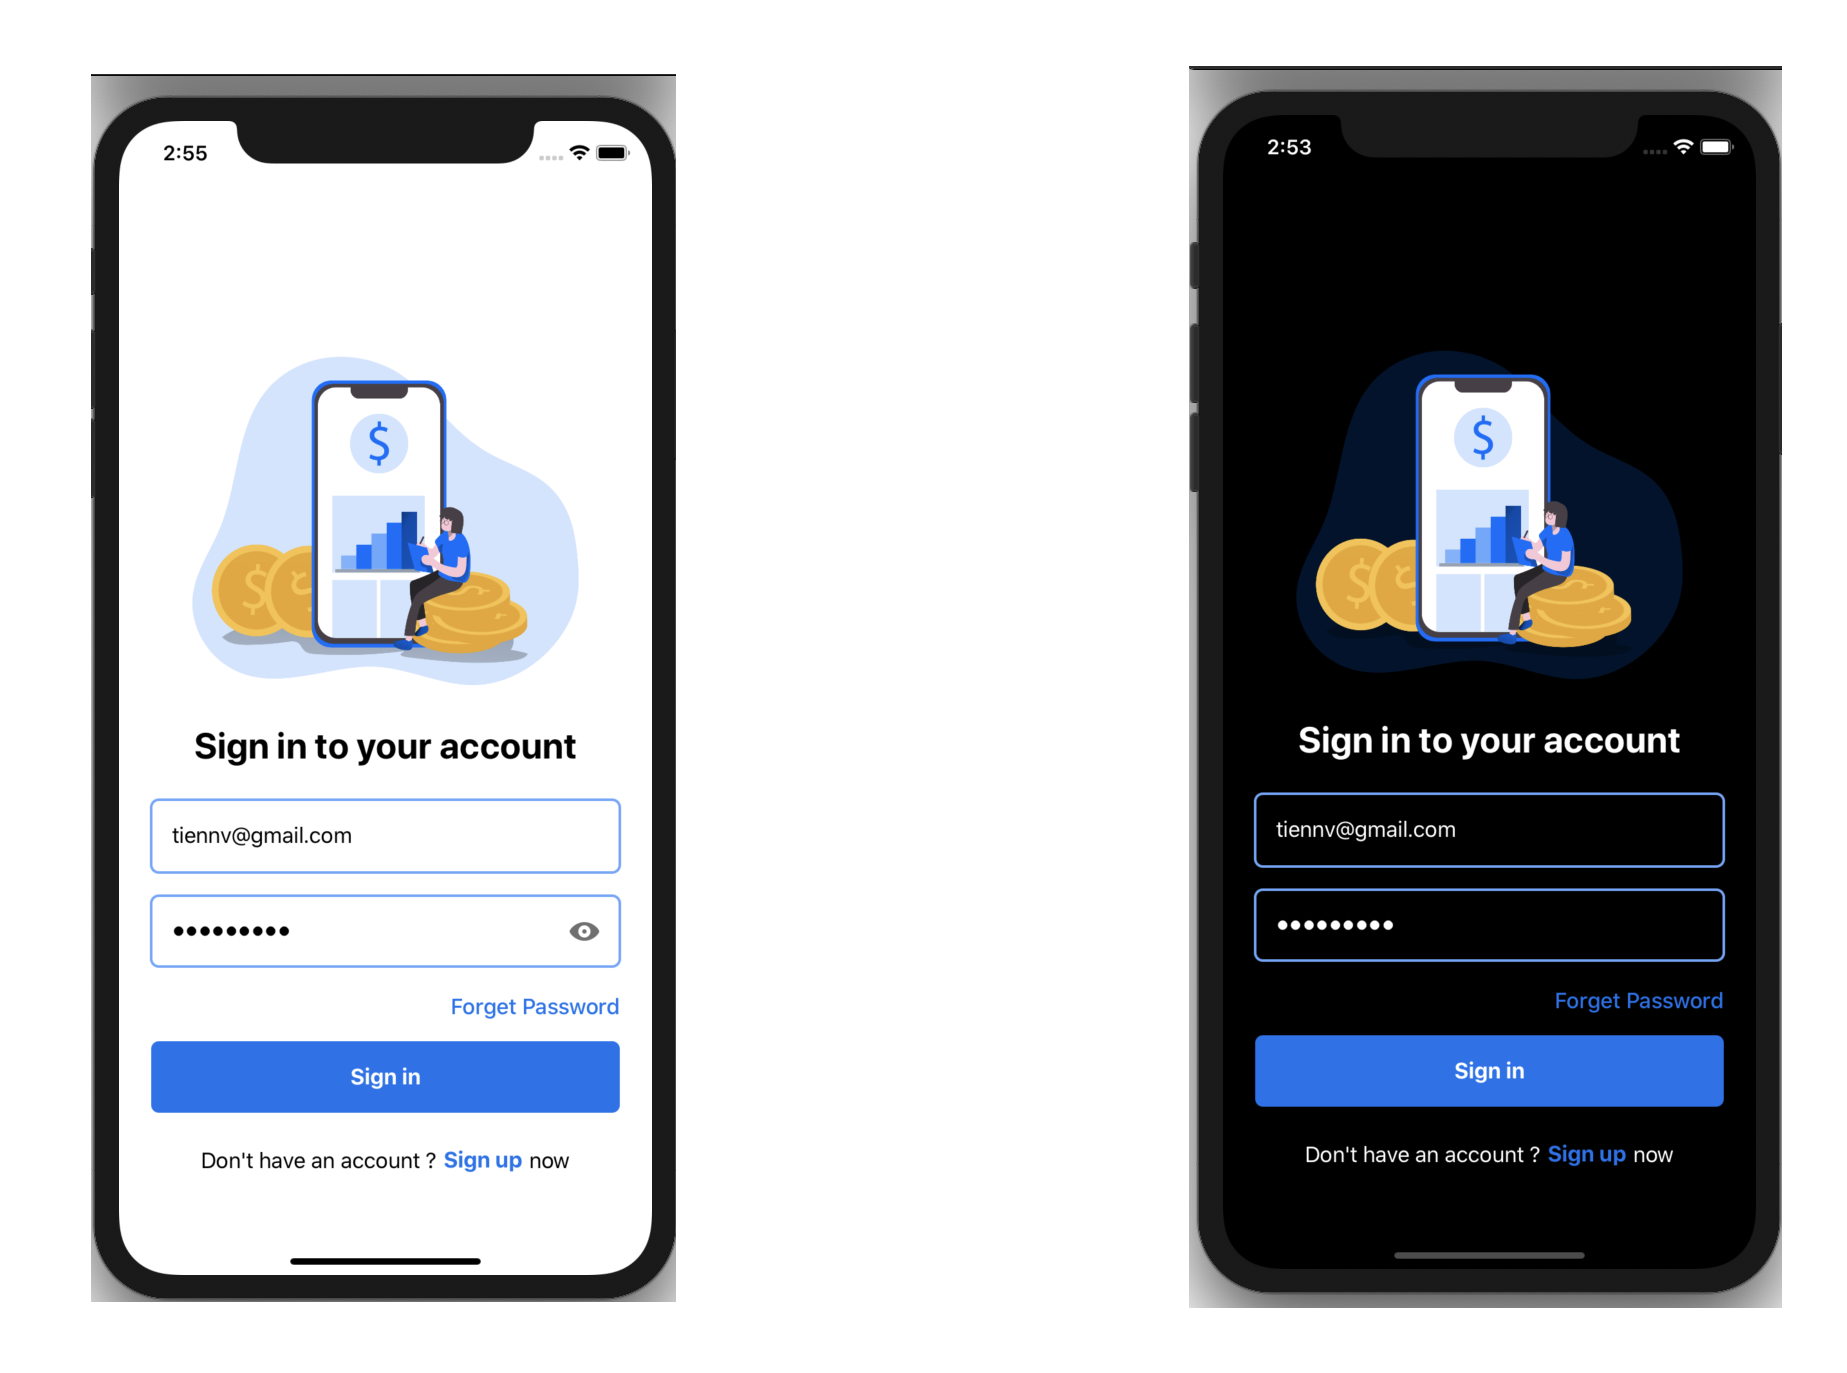 2:55
$
$
Sign in to your account
tiennv@gmail.com
•••••••••
Forget Password
Sign in
Don't have an account ? Sign up now
2:53
$
$
Sign in to your account
tiennv@gmail.com
•••••••••
Forget Password
Sign in
Don't have an account ? Sign up now